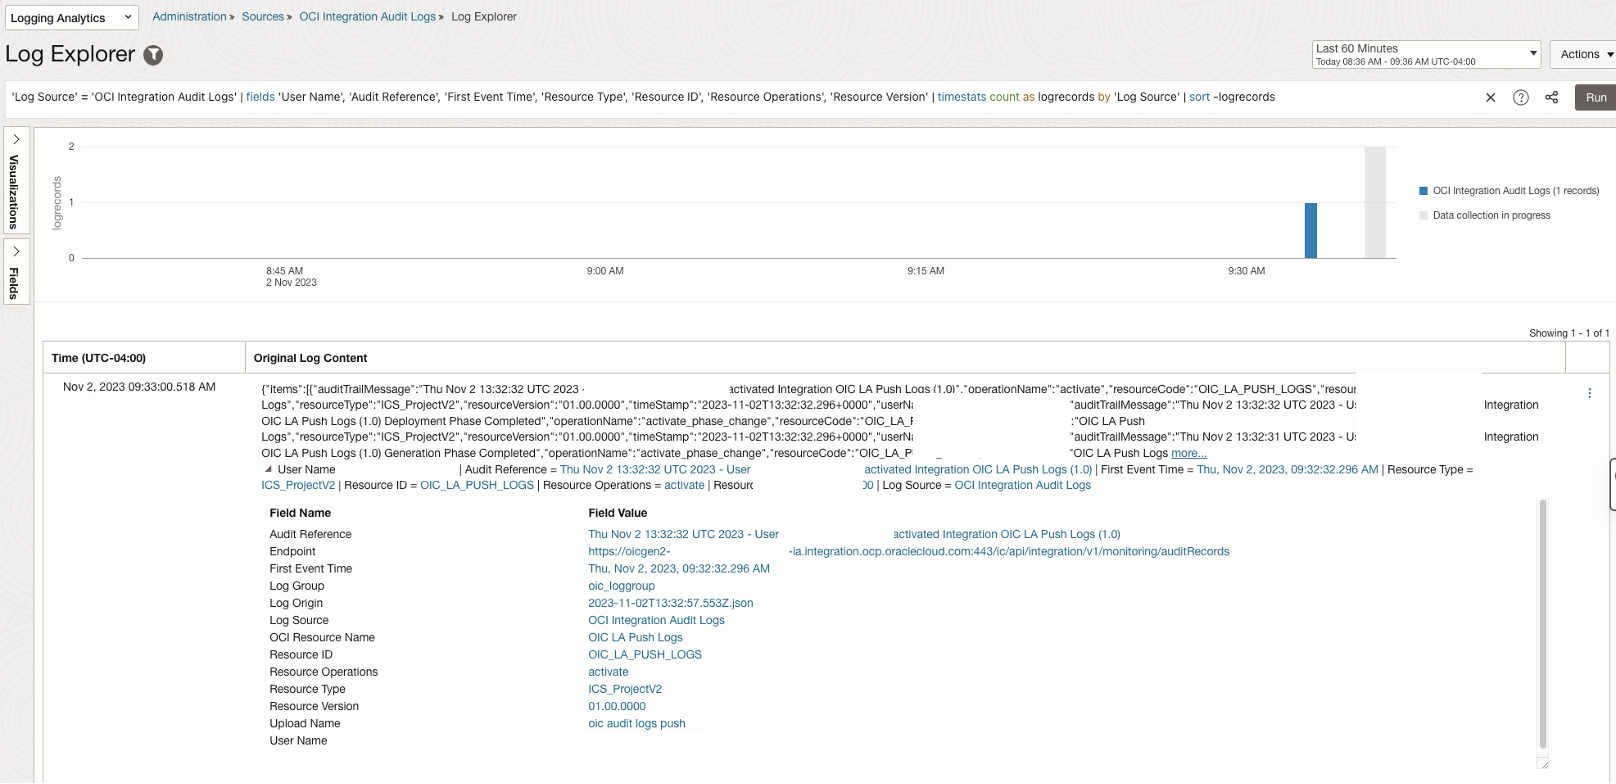 Logging Analytics
Administration » Sources » OCI Integration Audit Logs » Log Explorer
Log Explorer
Last 60 Minutes
Today 08:36 AM - 09:36 AM UTC-04:00
Actions
'Log Source' = 'OCI Integration Audit Logs' | fields 'User Name', 'Audit Reference', 'First Event Time', 'Resource Type', 'Resource ID', 'Resource Operations', 'Resource Version' | timestats count as logrecords by 'Log Source' | sort -logrecords
Run
Visualizations
Fields
logrecords
2
1
0
8:45 AM
2 Nov 2023
9:00 AM
9:15 AM
9:30 AM
OCI Integration Audit Logs (1 records)
Data collection in progress
Showing 1 - 1 of 1
Time (UTC-04:00)
Original Log Content
Nov 2, 2023 09:33:00.518 AM
{"items":[{"auditTrailMessage":"Thu Nov 2 13:32:32 UTC 2023 - activated Integration OIC LA Push Logs (1.0)","operationName":"activate","resourceCode":"OIC_LA_PUSH_LOGS","resour
Logs","resourceType":"ICS_ProjectV2","resourceVersion":"01.00.0000","timeStamp":"2023-11-02T13:32:32.296+0000","userNa "auditTrailMessage":"Thu Nov 2 13:32:32 UTC 2023 - Us Integration
OIC LA Push Logs (1.0) Deployment Phase Completed","operationName":"activate_phase_change","resourceCode":"OIC_LA_F :"OIC LA Push
Logs","resourceType":"ICS_ProjectV2","resourceVersion":"01.00.0000","timeStamp":"2023-11-02T13:32:32.296+0000","userNa "auditTrailMessage":"Thu Nov 2 13:32:31 UTC 2023 - Us Integration
OIC LA Push Logs (1.0) Generation Phase Completed","operationName":"activate_phase_change","resourceCode":"OIC_LA_PU "OIC LA Push Logs more...
User Name | Audit Reference = Thu Nov 2 13:32:32 UTC 2023 - User activated Integration OIC LA Push Logs (1.0) | First Event Time = Thu, Nov 2, 2023, 09:32:32.296 AM | Resource Type =
ICS_ProjectV2 | Resource ID = OIC_LA_PUSH_LOGS | Resource Operations = activate | Resourc 00 | Log Source = OCI Integration Audit Logs
Field Name
Field Value
Audit Reference
Thu Nov 2 13:32:32 UTC 2023 - User activated Integration OIC LA Push Logs (1.0)
Endpoint
https://oicgen2- -ia.integration.ocp.oraclecloud.com:443/ic/api/integration/v1/monitoring/auditRecords
First Event Time
Thu, Nov 2, 2023, 09:32:32.296 AM
Log Group
oic_loggroup
Log Origin
2023-11-02T13:32:57.553Z.json
Log Source
OCI Integration Audit Logs
OCI Resource Name
OIC LA Push Logs
Resource ID
OIC_LA_PUSH_LOGS
Resource Operations
activate
Resource Type
ICS_ProjectV2
Resource Version
01.00.0000
Upload Name
oic audit logs push
User Name